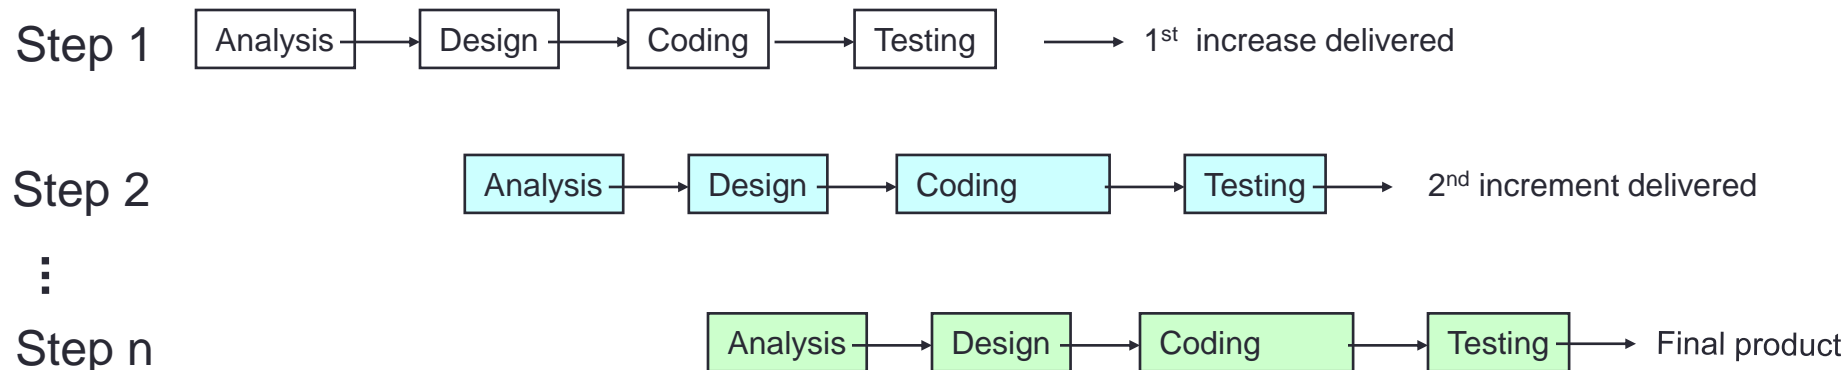 Step 1 Analysis Design Coding Testing 1st increase delivered
Step 2 Analysis Design Coding Testing 2nd increment delivered
⋮
Step n Analysis Design Coding Testing Final product